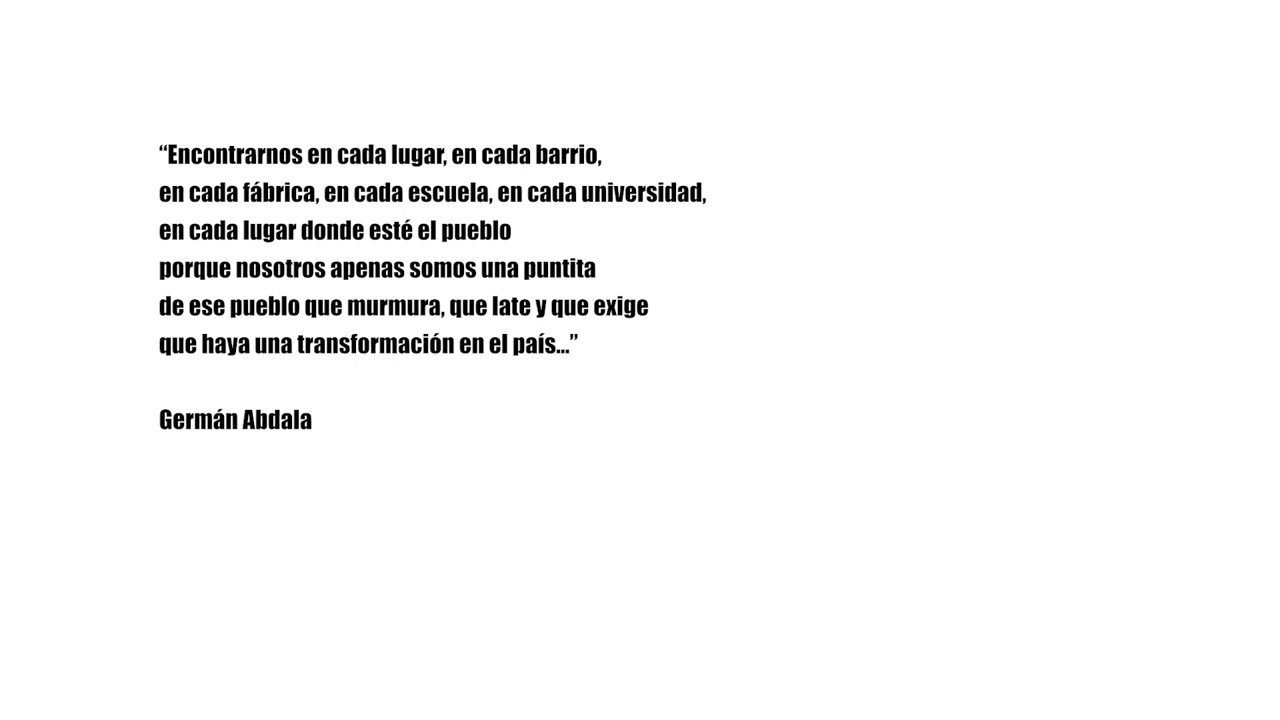 “Encontrarnos en cada lugar, en cada barrio,
en cada fábrica, en cada escuela, en cada universidad,
en cada lugar donde esté el pueblo
porque nosotros apenas somos una puntita
de ese pueblo que murmura, que late y que exige
que haya una transformación en el país...”
Germán Abdala